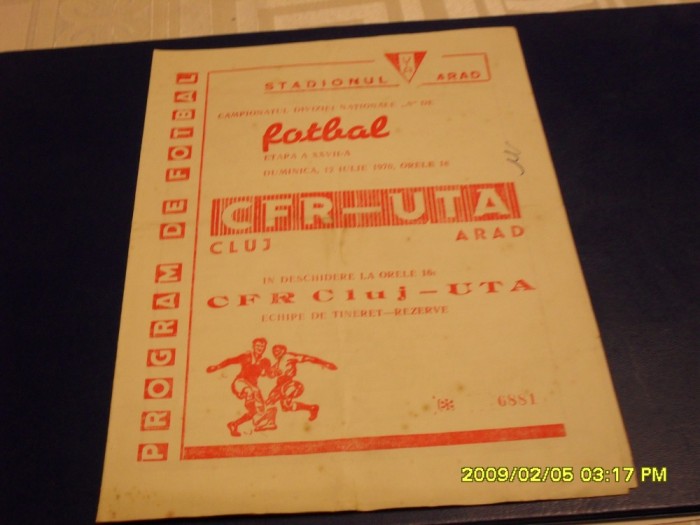 PROGRAM DE FOTBAL
STADIONUL UTA ARAD
CAMPIONATUL DIVIZIEI NATIONALE „A” DE
fotbal
ETAPA A XXVII-A
DUMINICA, 12 IULIE 1970, ORELE
CFR—UTA
CLUJ ARAD
IN DESCHIDERE LA ORELE 16:
CFR Cluj—UTA
ECHIPE DE TINERET—REZERVE
6881
2009/02/05 03:17 PM